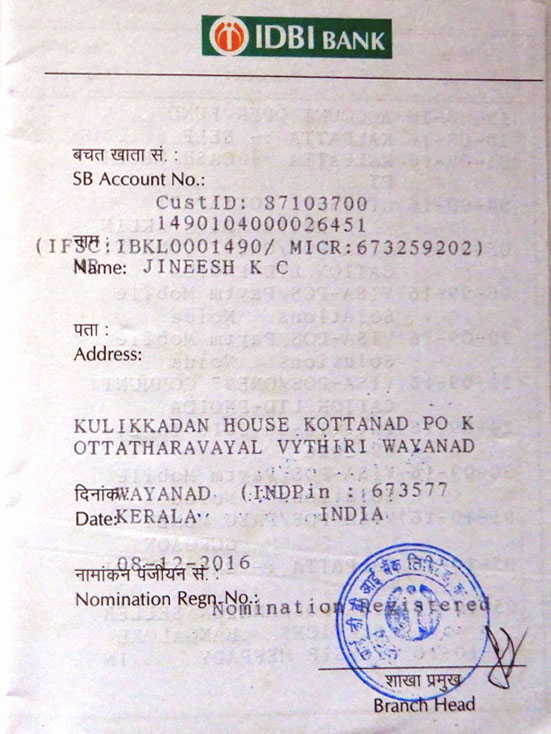 IDBI BANK
बचत खाता सं. :
SB Account No.:
CustID: 87103700
1490104000026451
नाम :
(IFSC:IBKL0001490/ MICR:673259202)
Name: MR JINEESH K C
पता :
Address:
KULIKKADAN HOUSE KOTTANAD PO K
OTTATHARAVAYAL VYTHIRI WAYANAD
दिनांक:
WAYANAD (INDPin :673577
Date: KERALA INDIA
08-12-2016
नामांकन पंजीयन सं. :
Nomination Regn. No.:
Nomination Registered
शाखा प्रमुख
Branch Head